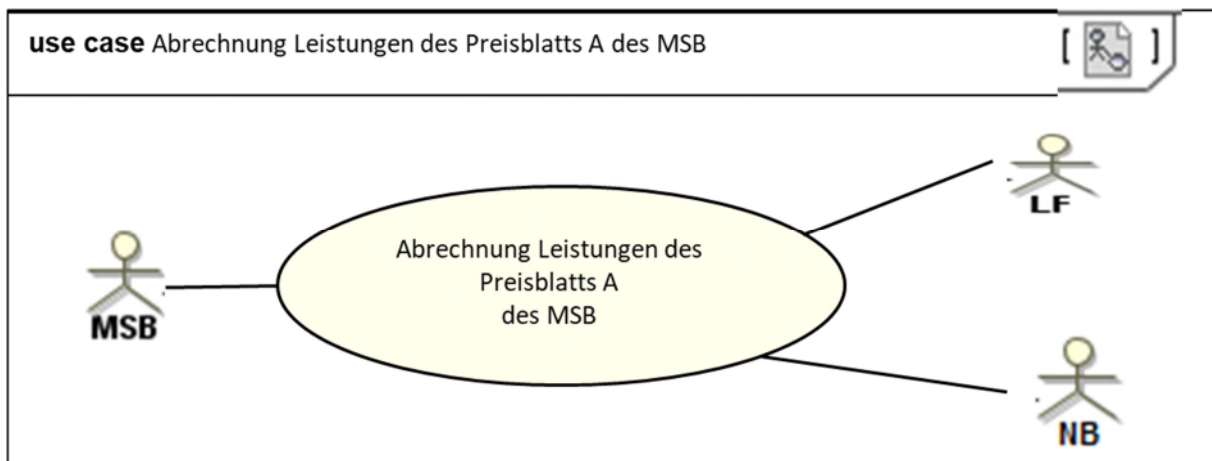 use case Abrechnung Leistungen des Preisblatts A des MSB
[ ]
LF
Abrechnung Leistungen des
Preisblatts A
des MSB
MSB
NB